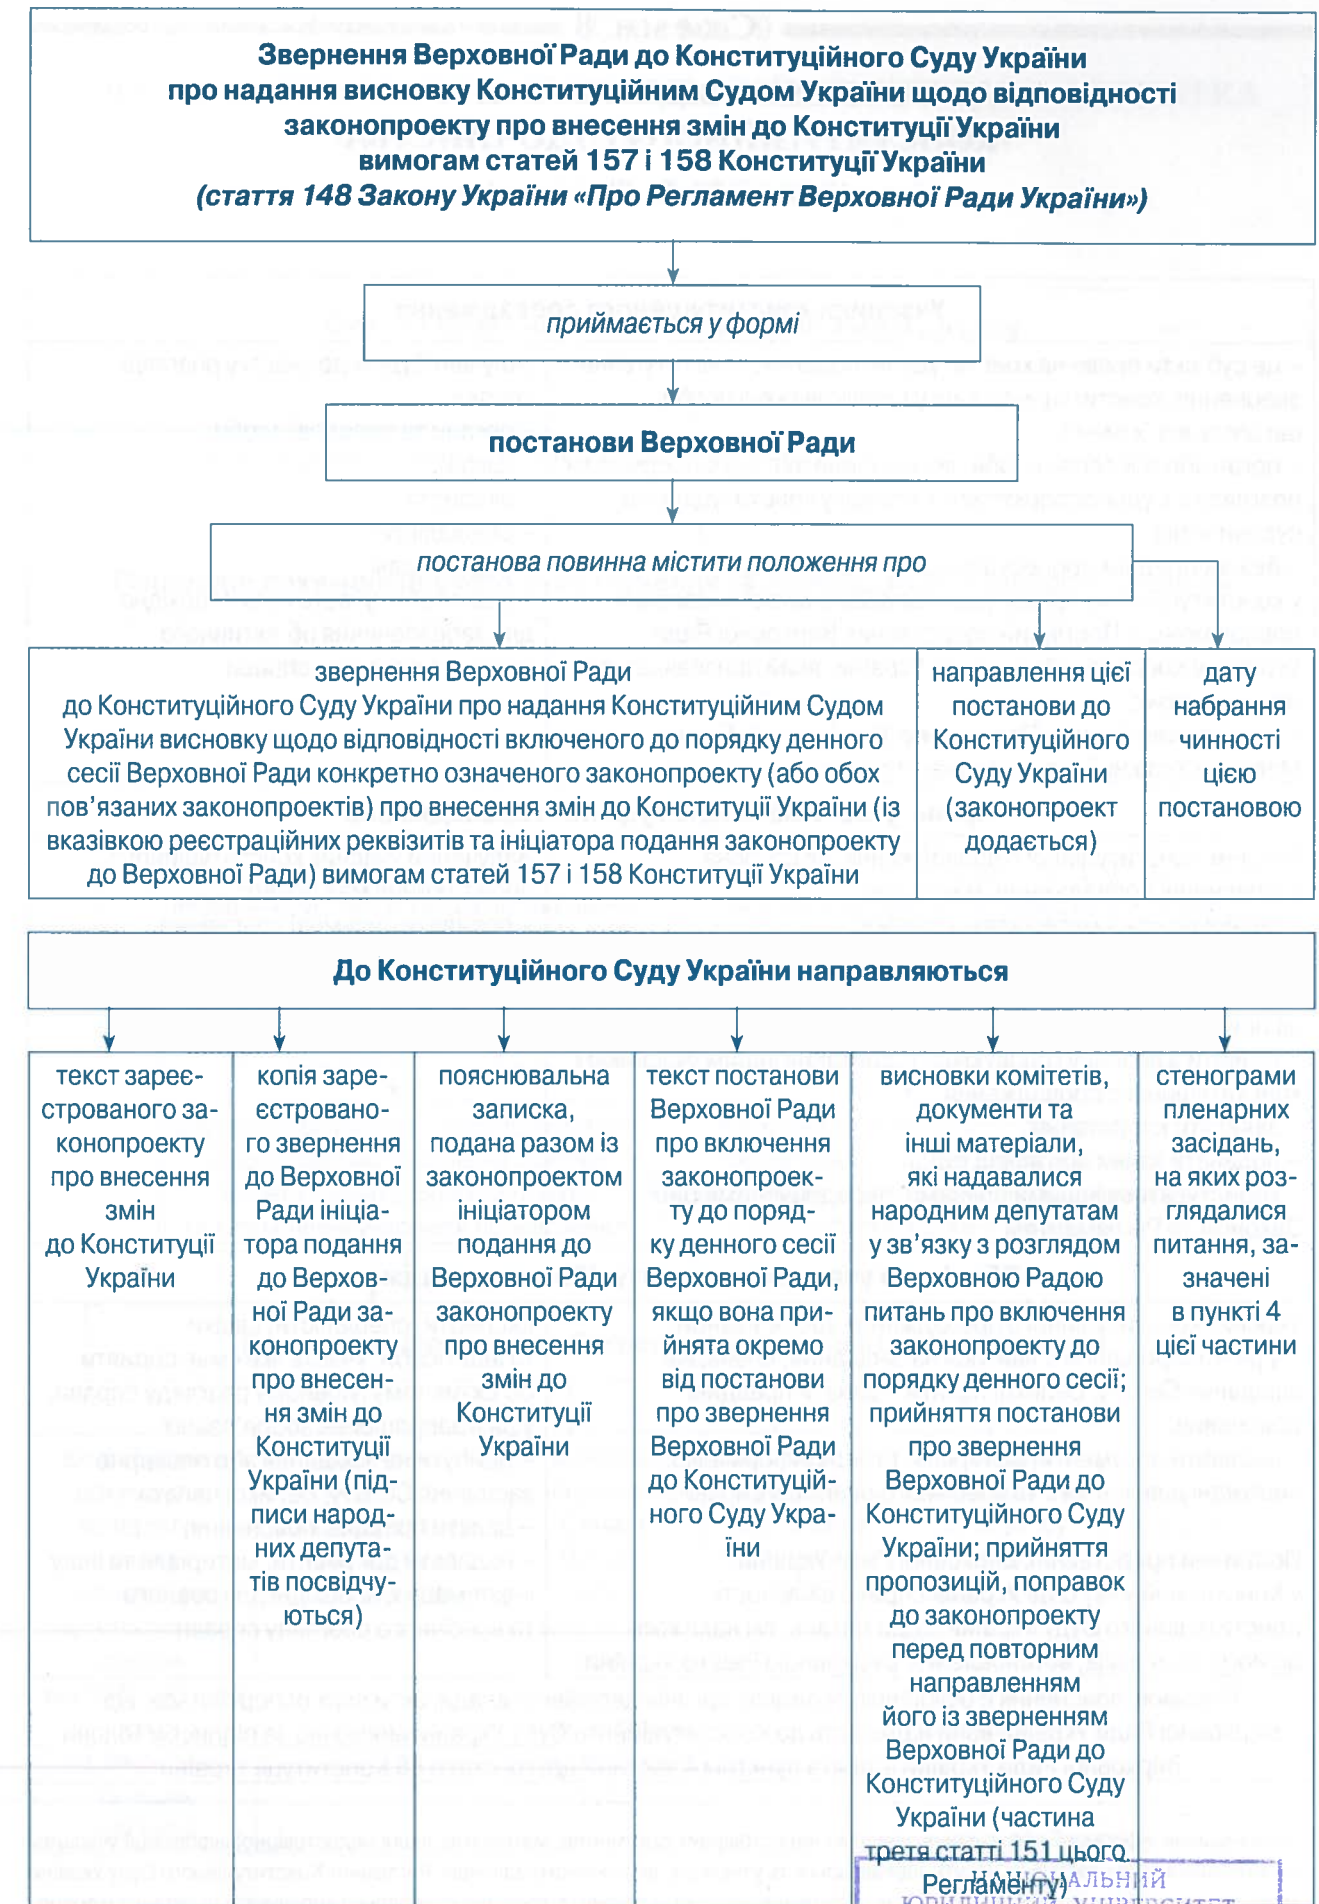 Звернення Верховної Ради до Конституційного Суду України
про надання висновку Конституційним Судом України щодо відповідності
законопроекту про внесення змін до Конституції України
вимогам статей 157 і 158 Конституції України
(стаття 148 Закону України «Про Регламент Верховної Ради України»)
приймається у формі
постанови Верховної Ради
постанова повинна містити положення про
звернення Верховної Ради
до Конституційного Суду України про надання Конституційним Судом
України висновку щодо відповідності включеного до порядку денного
сесії Верховної Ради конкретно означеного законопроекту (або обох
пов’язаних законопроектів) про внесення змін до Конституції України (із
вказівкою реєстраційних реквізитів та ініціатора подання законопроекту
до Верховної Ради) вимогам статей 157 і 158 Конституції України
направлення цієї
постанови до
Конституційного
Суду України
(законопроект
додається)
дату
набрання
чинності
цією
постановою
До Конституційного Суду України направляються
текст зареє-
строваного за-
конопроекту
про внесення
змін
до Конституції
України
копія заре-
єстровано-
го звернення
до Верховної
Ради ініціа-
тора подання
до Верхов-
ної Ради за-
конопроекту
про внесен-
ня змін до
Конституції
України (під-
писи народ-
них депута-
тів посвідчу-
ються)
пояснювальна
записка,
подана разом із
законопроектом
ініціатором
подання до
Верховної Ради
законопроекту
про внесення
змін до
Конституції
України
текст постанови
Верховної Ради
про включення
законопроек-
ту до поряд-
ку денного сесії
Верховної Ради,
якщо вона при-
йнята окремо
від постанови
про звернення
Верховної Ради
до Конституцій-
ного Суду Укра-
їни
висновки комітетів,
документи та
інші матеріали,
які надавалися
народним депутатам
у зв’язку з розглядом
Верховною Радою
питань про включення
законопроекту до
порядку денного сесії;
прийняття постанови
про звернення
Верховної Ради до
Конституційного Суду
України; прийняття
пропозицій, поправок
до законопроекту
перед повторним
направленням
його із зверненням
Верховної Ради до
Конституційного Суду
України (частина
третя статті 151 цього
Регламенту)
стенограми
пленарних
засідань,
на яких роз-
глядалися
питання, за-
значені
в пункті 4
цієї частини